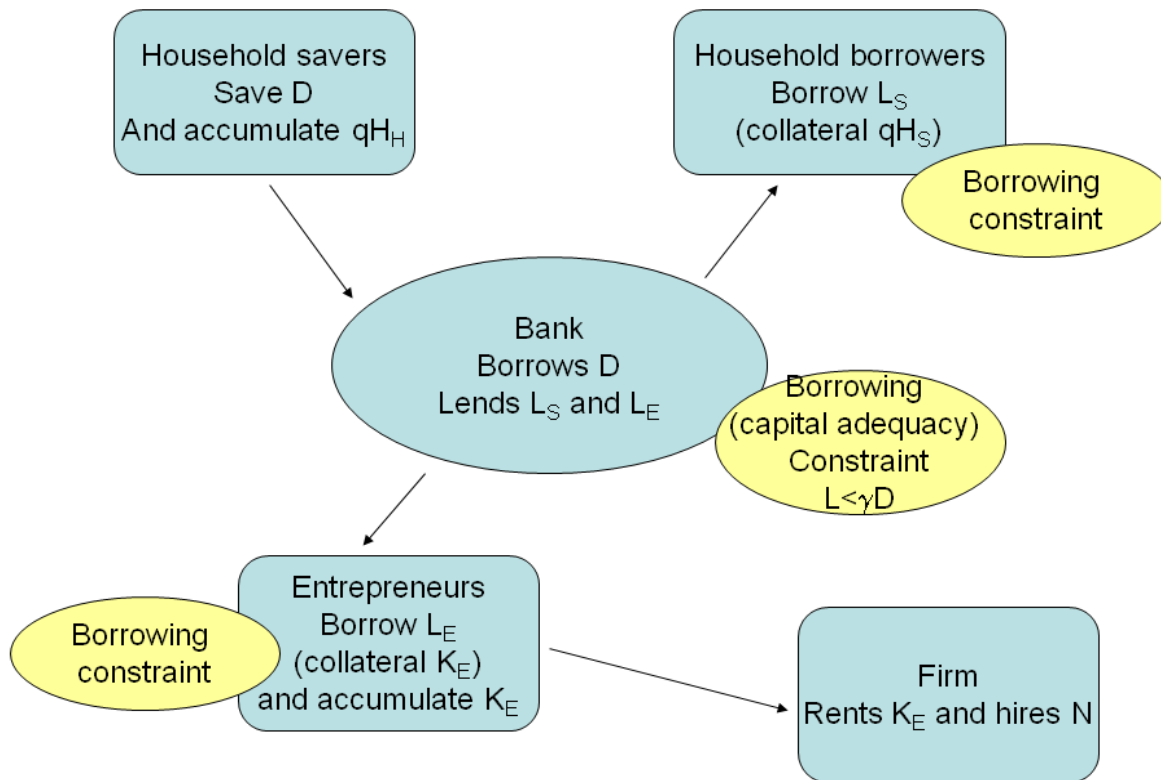 Household savers
Save D
And accumulate qH_H
Household borrowers
Borrow L_S
(collateral qH_S)
Borrowing
constraint
Bank
Borrows D
Lends L_S and L_E
Borrowing
(capital adequacy)
Constraint
L<γD
Entrepreneurs
Borrow L_E
(collateral K_E)
and accumulate K_E
Borrowing
constraint
Firm
Rents K_E and hires N